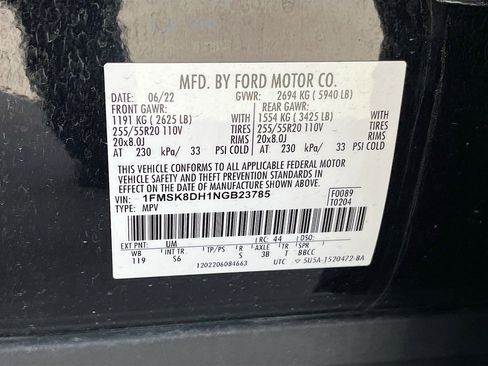 MFD. BY FORD MOTOR CO.
DATE: 06/22 GVWR: 2694 KG ( 5940 LB)
FRONT GAWR: REAR GAWR:
1191 KG ( 2625 LB) 1554 KG ( 3425 LB)
255/55R20 110V TIRES 255/55R20 110V TIRES
20x8.0J RIMS 20x8.0J RIMS
AT 230 kPa/ 33 PSI COLD AT 230 kPa/ 33 PSI COLD
THIS VEHICLE CONFORMS TO ALL APPLICABLE FEDERAL MOTOR
VEHICLE SAFETY AND THEFT PREVENTION STANDARDS IN EFFECT
ON THE DATE OF MANUFACTURE SHOWN ABOVE.
VIN: 1FMSK8DH1NGB23785 F0089
TYPE: MPV T0204
EXT PNT: UM RC: 44 DSO:
WB INT TR TP/PS R AXLE TR SPR
119 S6 S 3B T BBCC
1202206084663 UTC 5U5A-1520472-BA